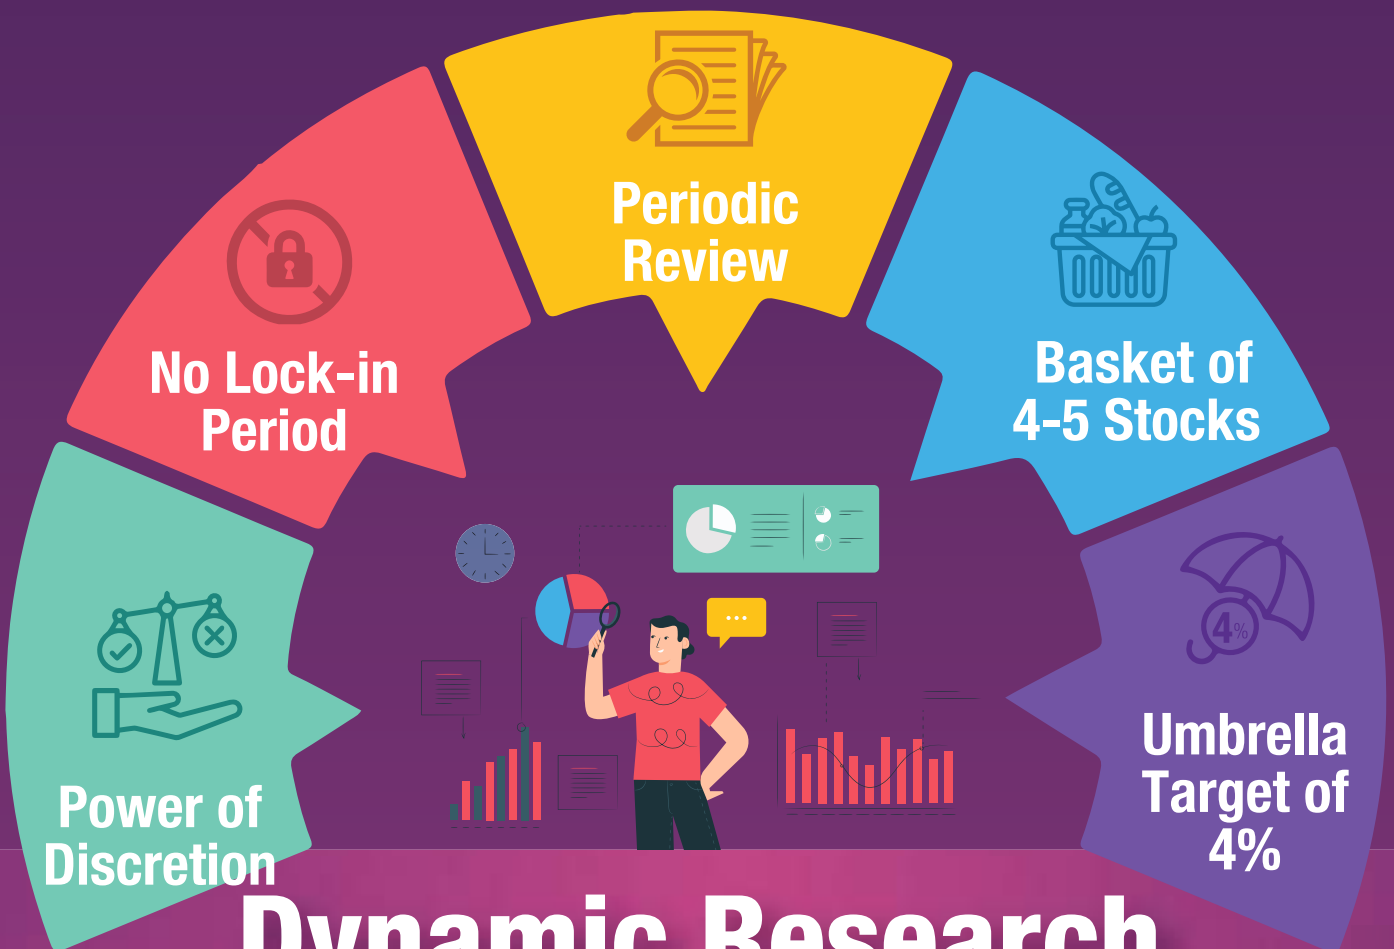 Periodic
Review
No Lock-in
Period
Basket of
4-5 Stocks
4%
Power of
Discretion
Umbrella
Target of
4%
Dynamic Research